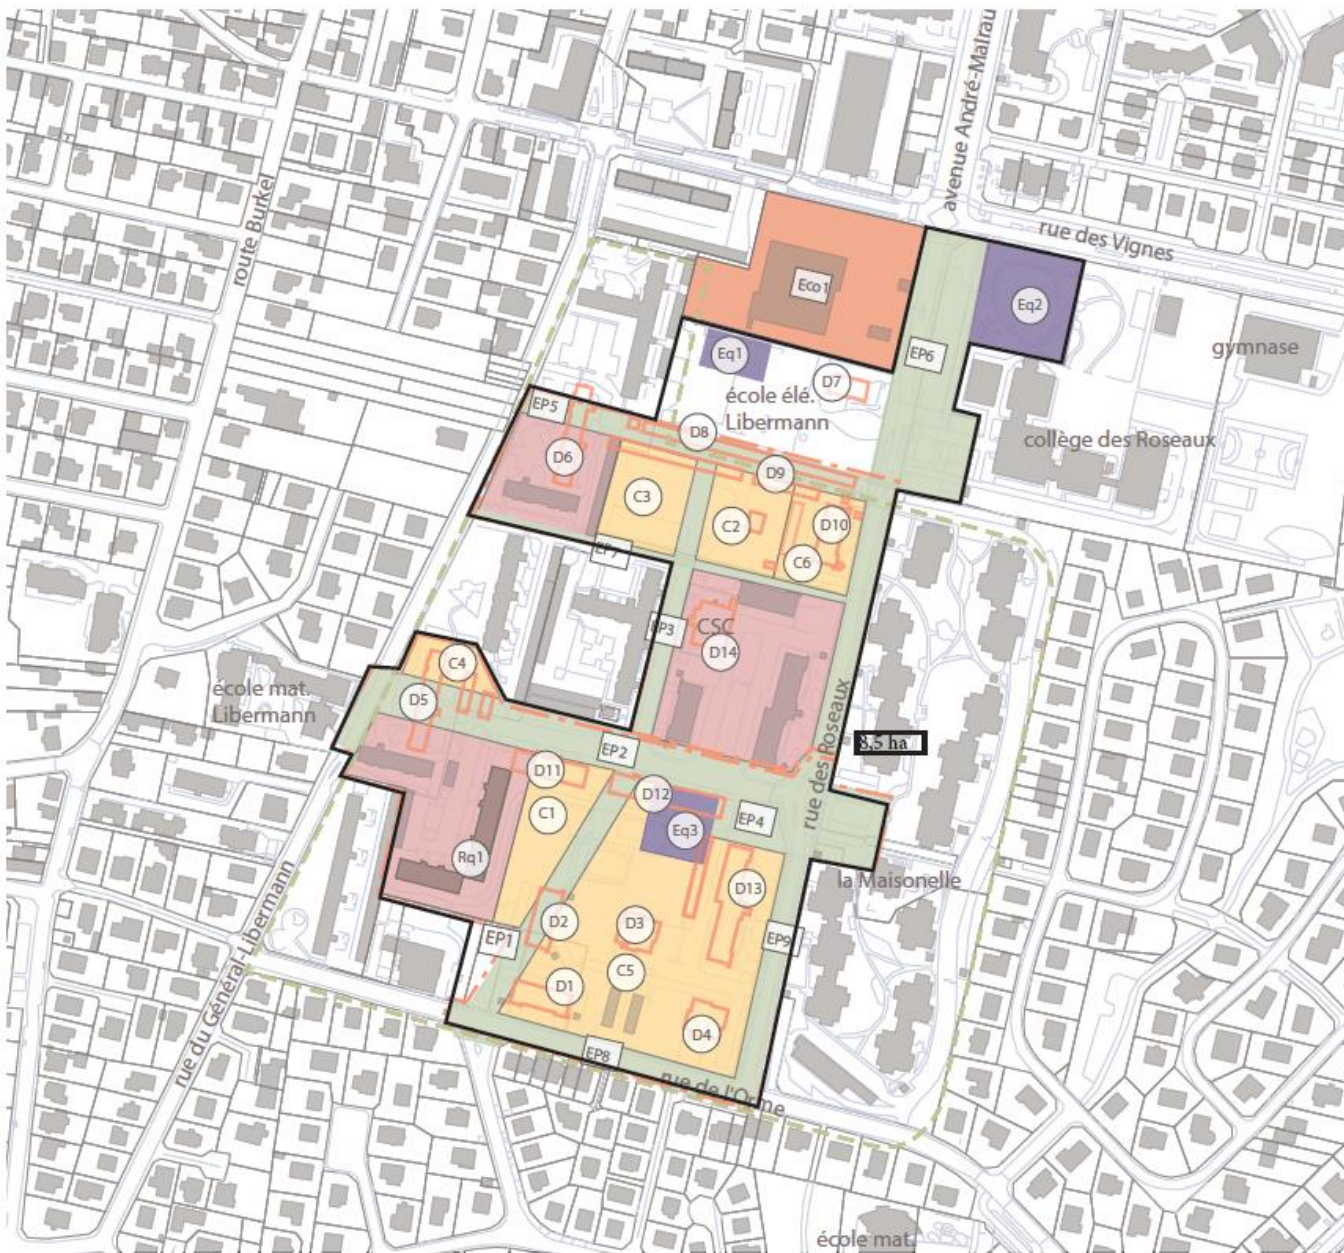 avenue André-Malrau
rue des Vignes
route Burkel
Eco1
Eq2
gymnase
EP6
Eq1
D7
école élé.
Libermann
EP5
D8
collège des Roseaux
D6
D9
C3
C2
D10
C6
EP7
EP3
CSC
D14
C4
école mat.
Libermann
D5
rue des Roseaux
8,5 ha
EP2
D11
D12
C1
EP4
Eq3
Rq1
D13
la Maisonelle
D2
D3
EP1
EP9
C5
D1
D4
rue du Général-Libermann
EP8
rue de l'Orme
école mat.